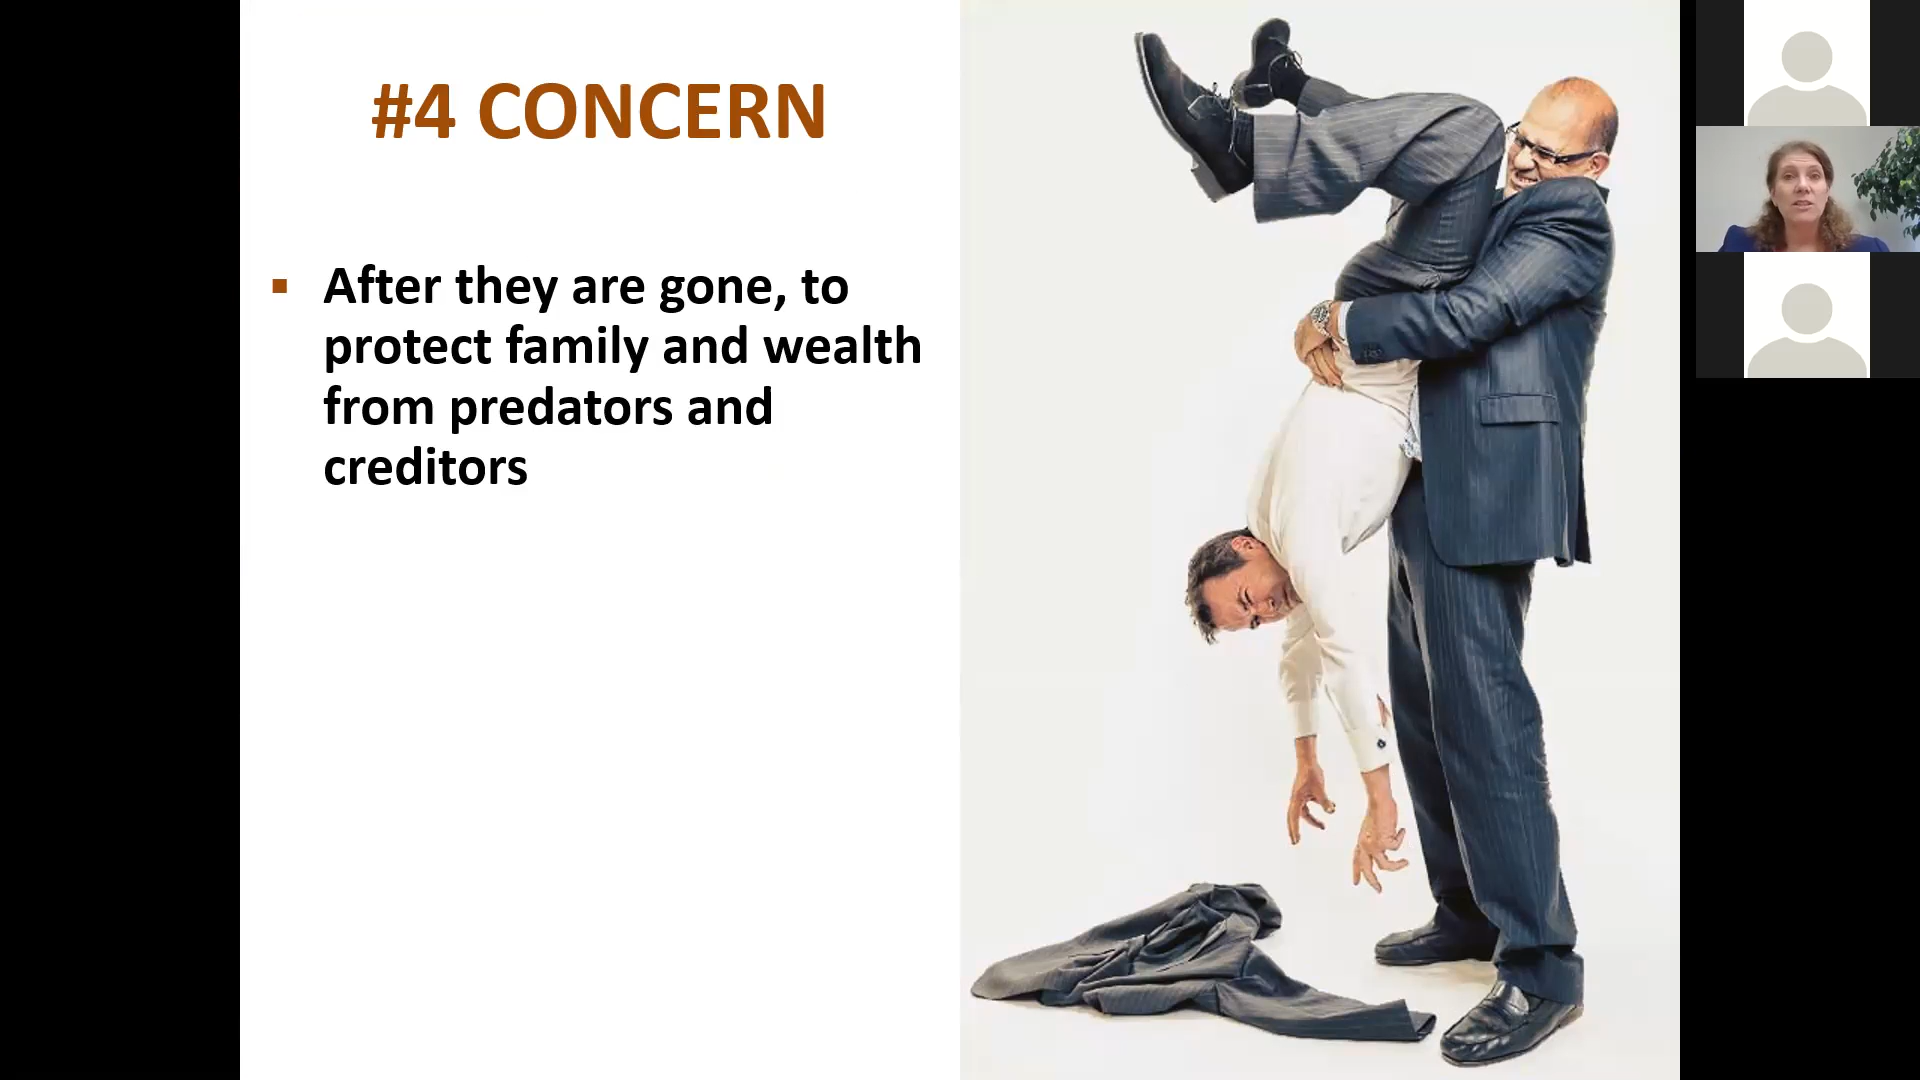 #4 CONCERN
After they are gone, to
protect family and wealth
from predators and
creditors